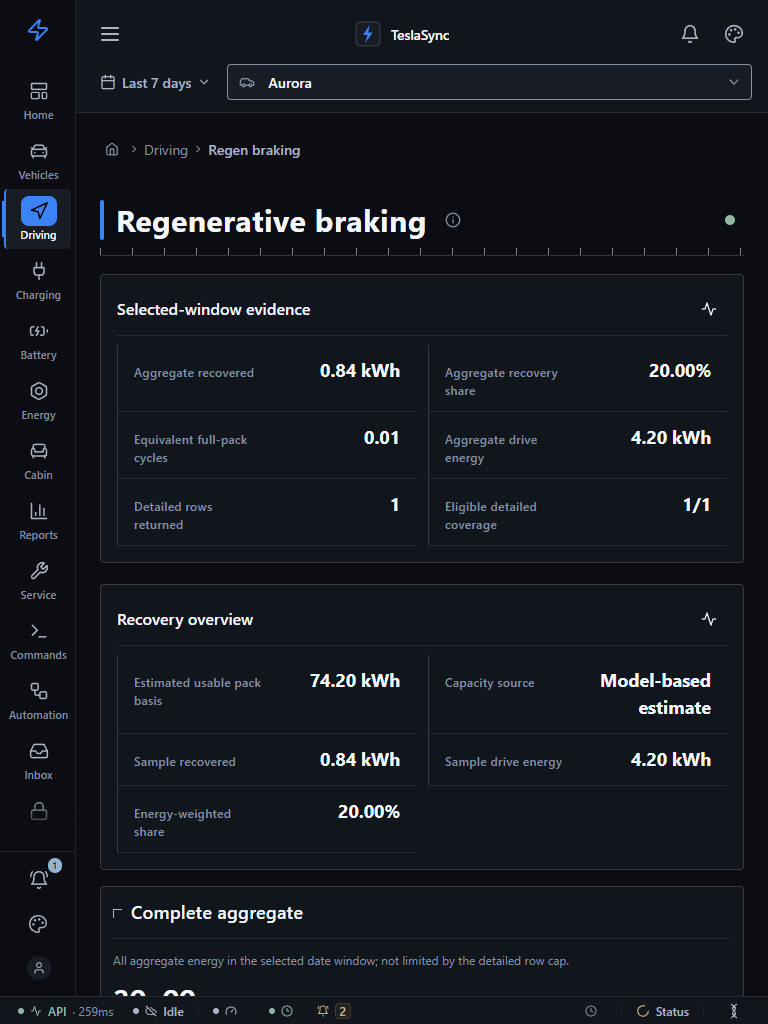 TeslaSync
Last 7 days
Aurora
Home
Vehicles
Driving
Charging
Battery
Energy
Cabin
Reports
Service
Commands
Automation
Inbox
1
Driving
Regen braking
Regenerative braking
Selected-window evidence
Aggregate recovered
0.84 kWh
Aggregate recovery
share
20.00%
Equivalent full-pack
cycles
0.01
Aggregate drive
energy
4.20 kWh
Detailed rows
returned
1
Eligible detailed
coverage
1/1
Recovery overview
Estimated usable pack
basis
74.20 kWh
Capacity source
Model-based
estimate
Sample recovered
0.84 kWh
Sample drive energy
4.20 kWh
Energy-weighted
share
20.00%
Complete aggregate
All aggregate energy in the selected date window; not limited by the detailed row cap.
API · 259ms
Idle
2
Status